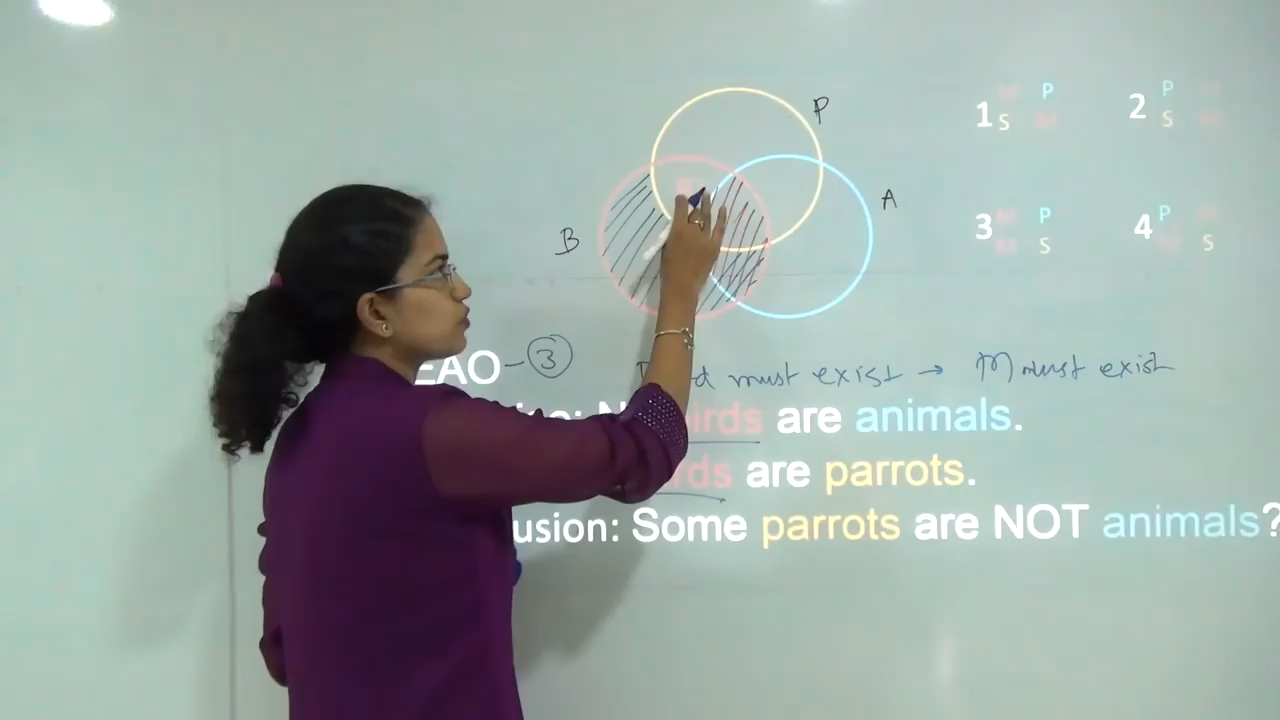 P
A
B
1 S P
2 P S
3 P S
4 P S
EAO - 3
must exist → M must exist
are animals.
are parrots.
usion: Some parrots are NOT animals?